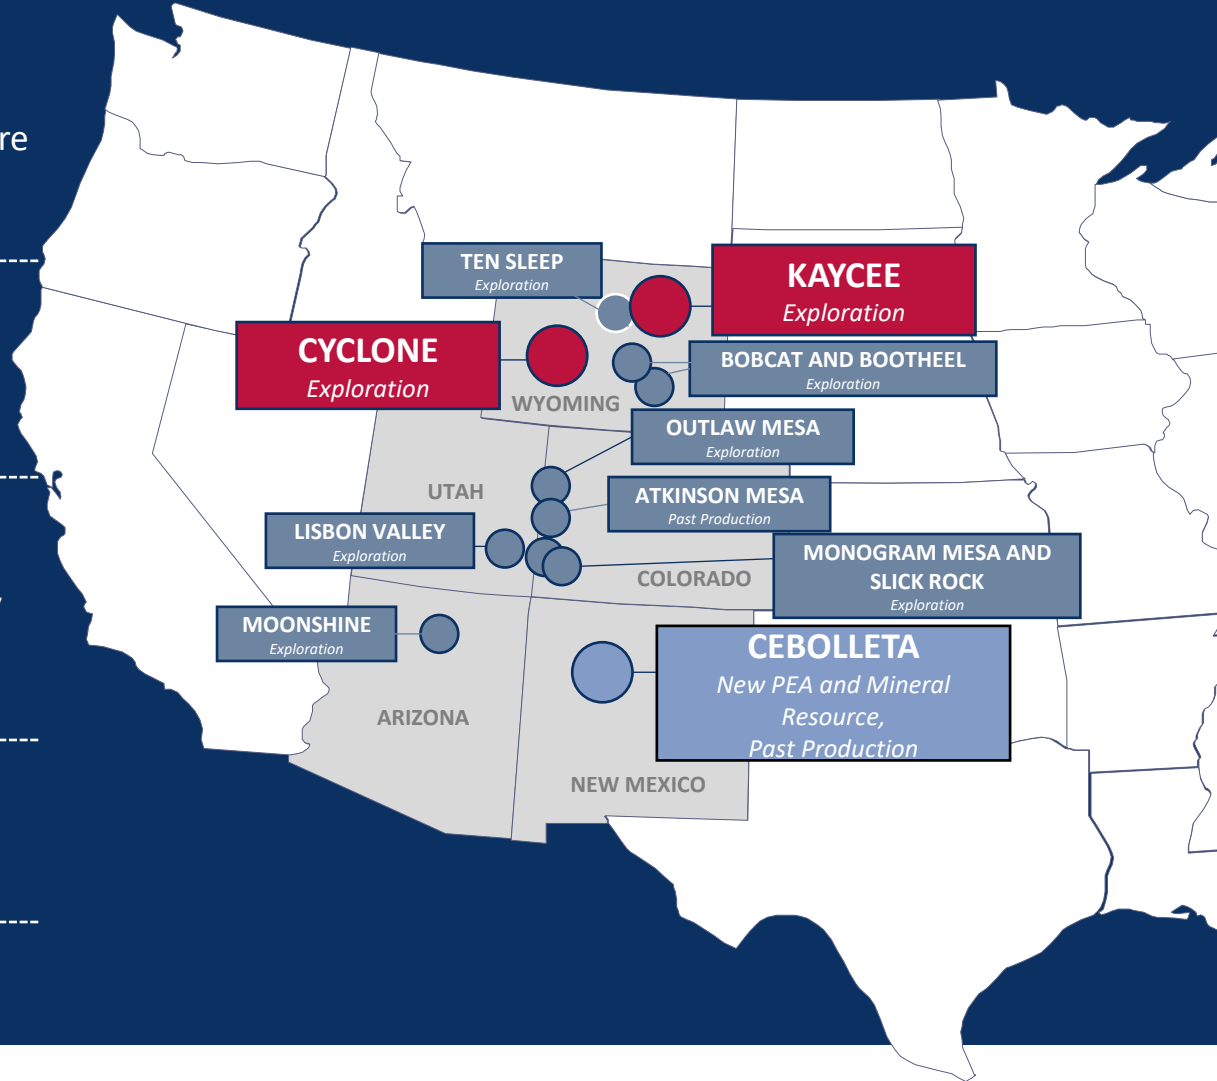 re
TEN SLEEP
Exploration
KAYCEE
Exploration
CYCLONE
Exploration
BOBCAT AND BOOTHEEL
Exploration
WYOMING
OUTLAW MESA
Exploration
UTAH
ATKINSON MESA
Past Production
LISBON VALLEY
Exploration
MONOGRAM MESA AND
SLICK ROCK
Exploration
COLORADO
MOONSHINE
Exploration
CEBOLLETA
New PEA and Mineral
Resource,
Past Production
ARIZONA
NEW MEXICO